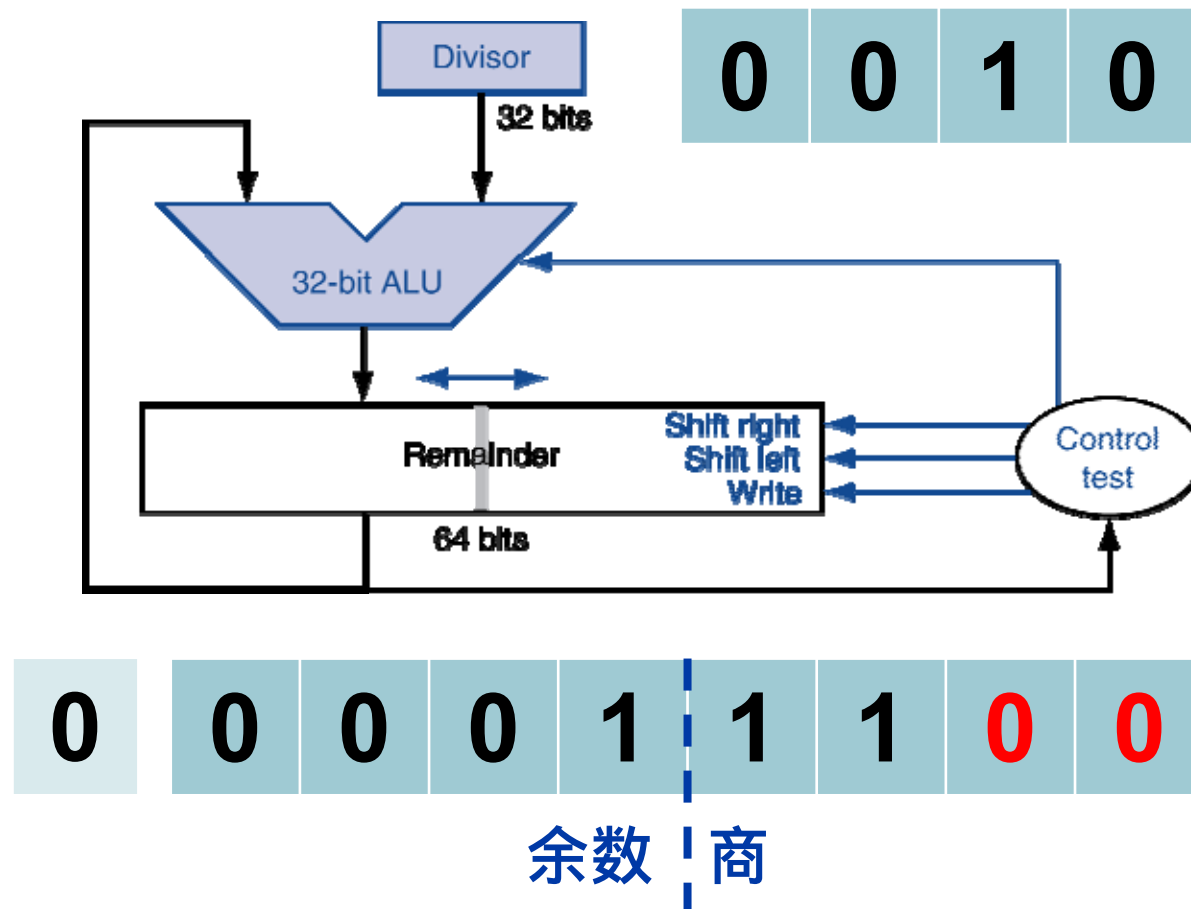 Divisor
0 0 1 0
32 bits
32-bit ALU
Remainder
Shift right
Shift left
Write
Control
test
64 bits
0 0 0 0 1 1 1 0 0
余数 商